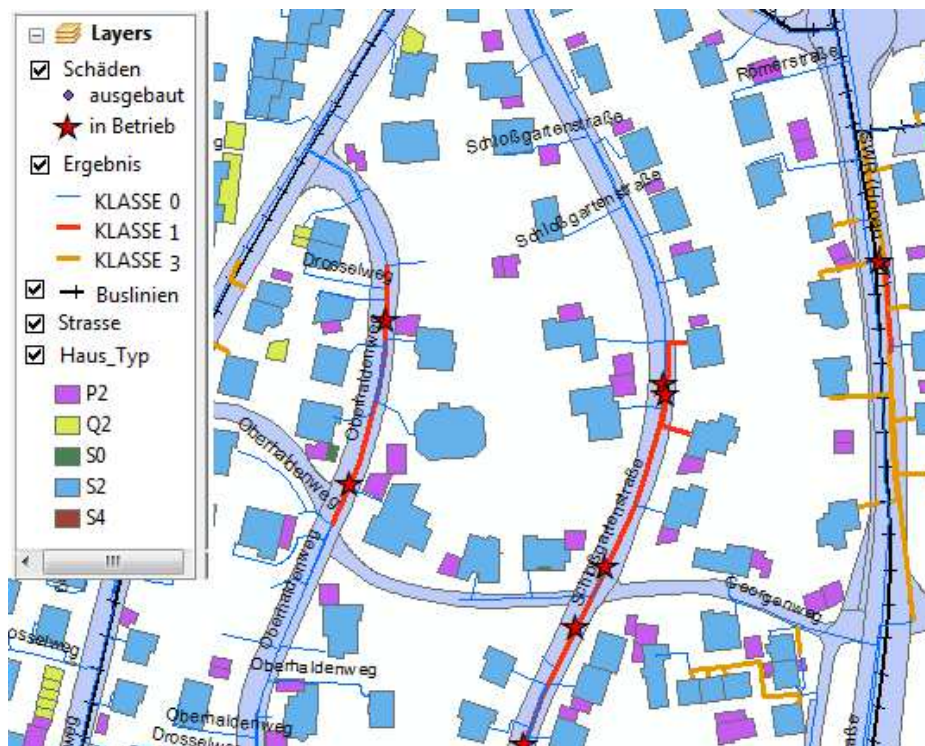 Layers
Schäden
ausgebaut
in Betrieb
Ergebnis
KLASSE 0
KLASSE 1
KLASSE 3
Buslinien
Strasse
Haus_Typ
P2
Q2
S0
S2
S4
Römerstraße
Schloßgartenstraße
Schloßgartenstraße
Drosselweg
Oberhaldenweg
Oberhaldenweg
Schloßgartenstraße
Oberhaldenweg
Georgenweg
Oberhaldenweg
Oberhaldenweg
Drosselweg